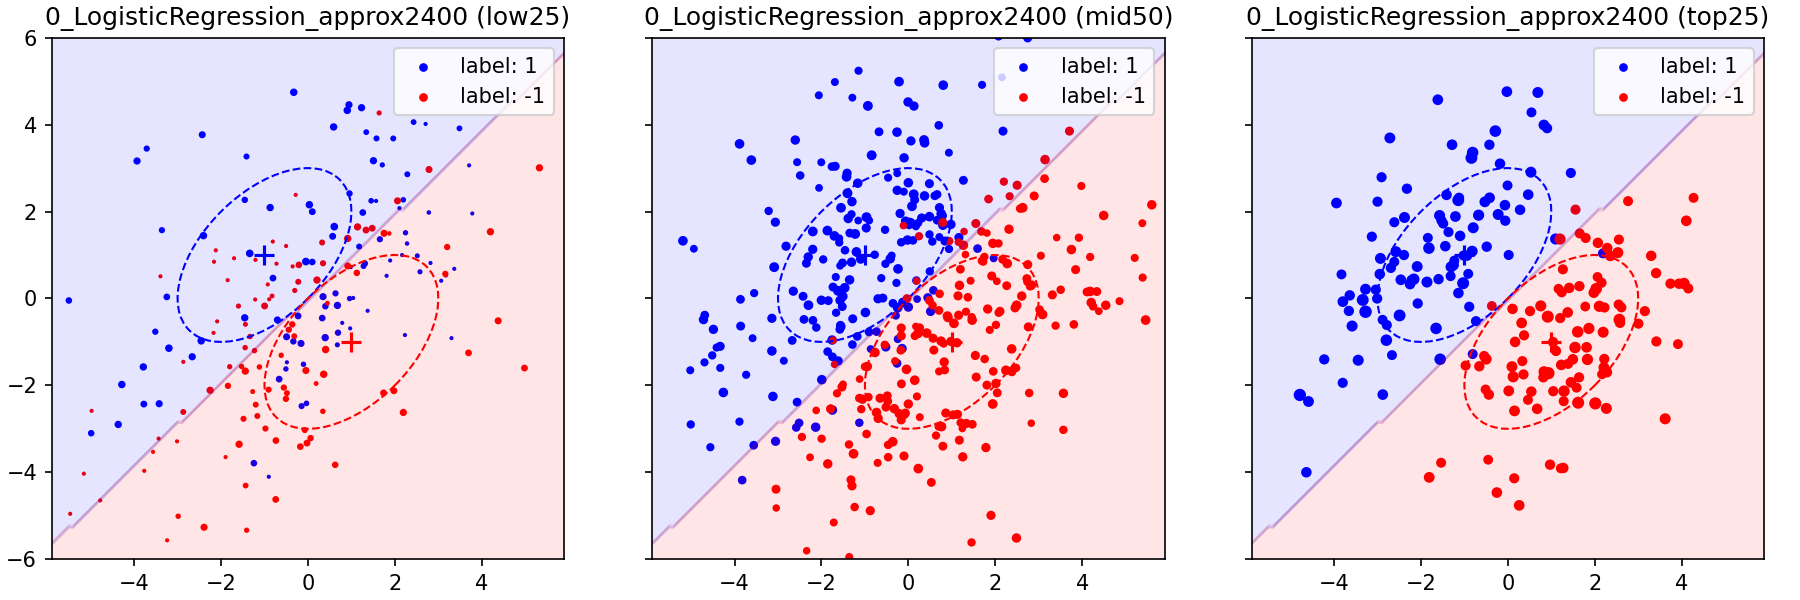 0_LogisticRegression_approx2400 (low25)
0_LogisticRegression_approx2400 (mid50)
0_LogisticRegression_approx2400 (top25)
label: 1
label: -1
label: 1
label: -1
label: 1
label: -1
6
4
2
0
−2
−4
−6
−4 −2 0 2 4
−4 −2 0 2 4
−4 −2 0 2 4